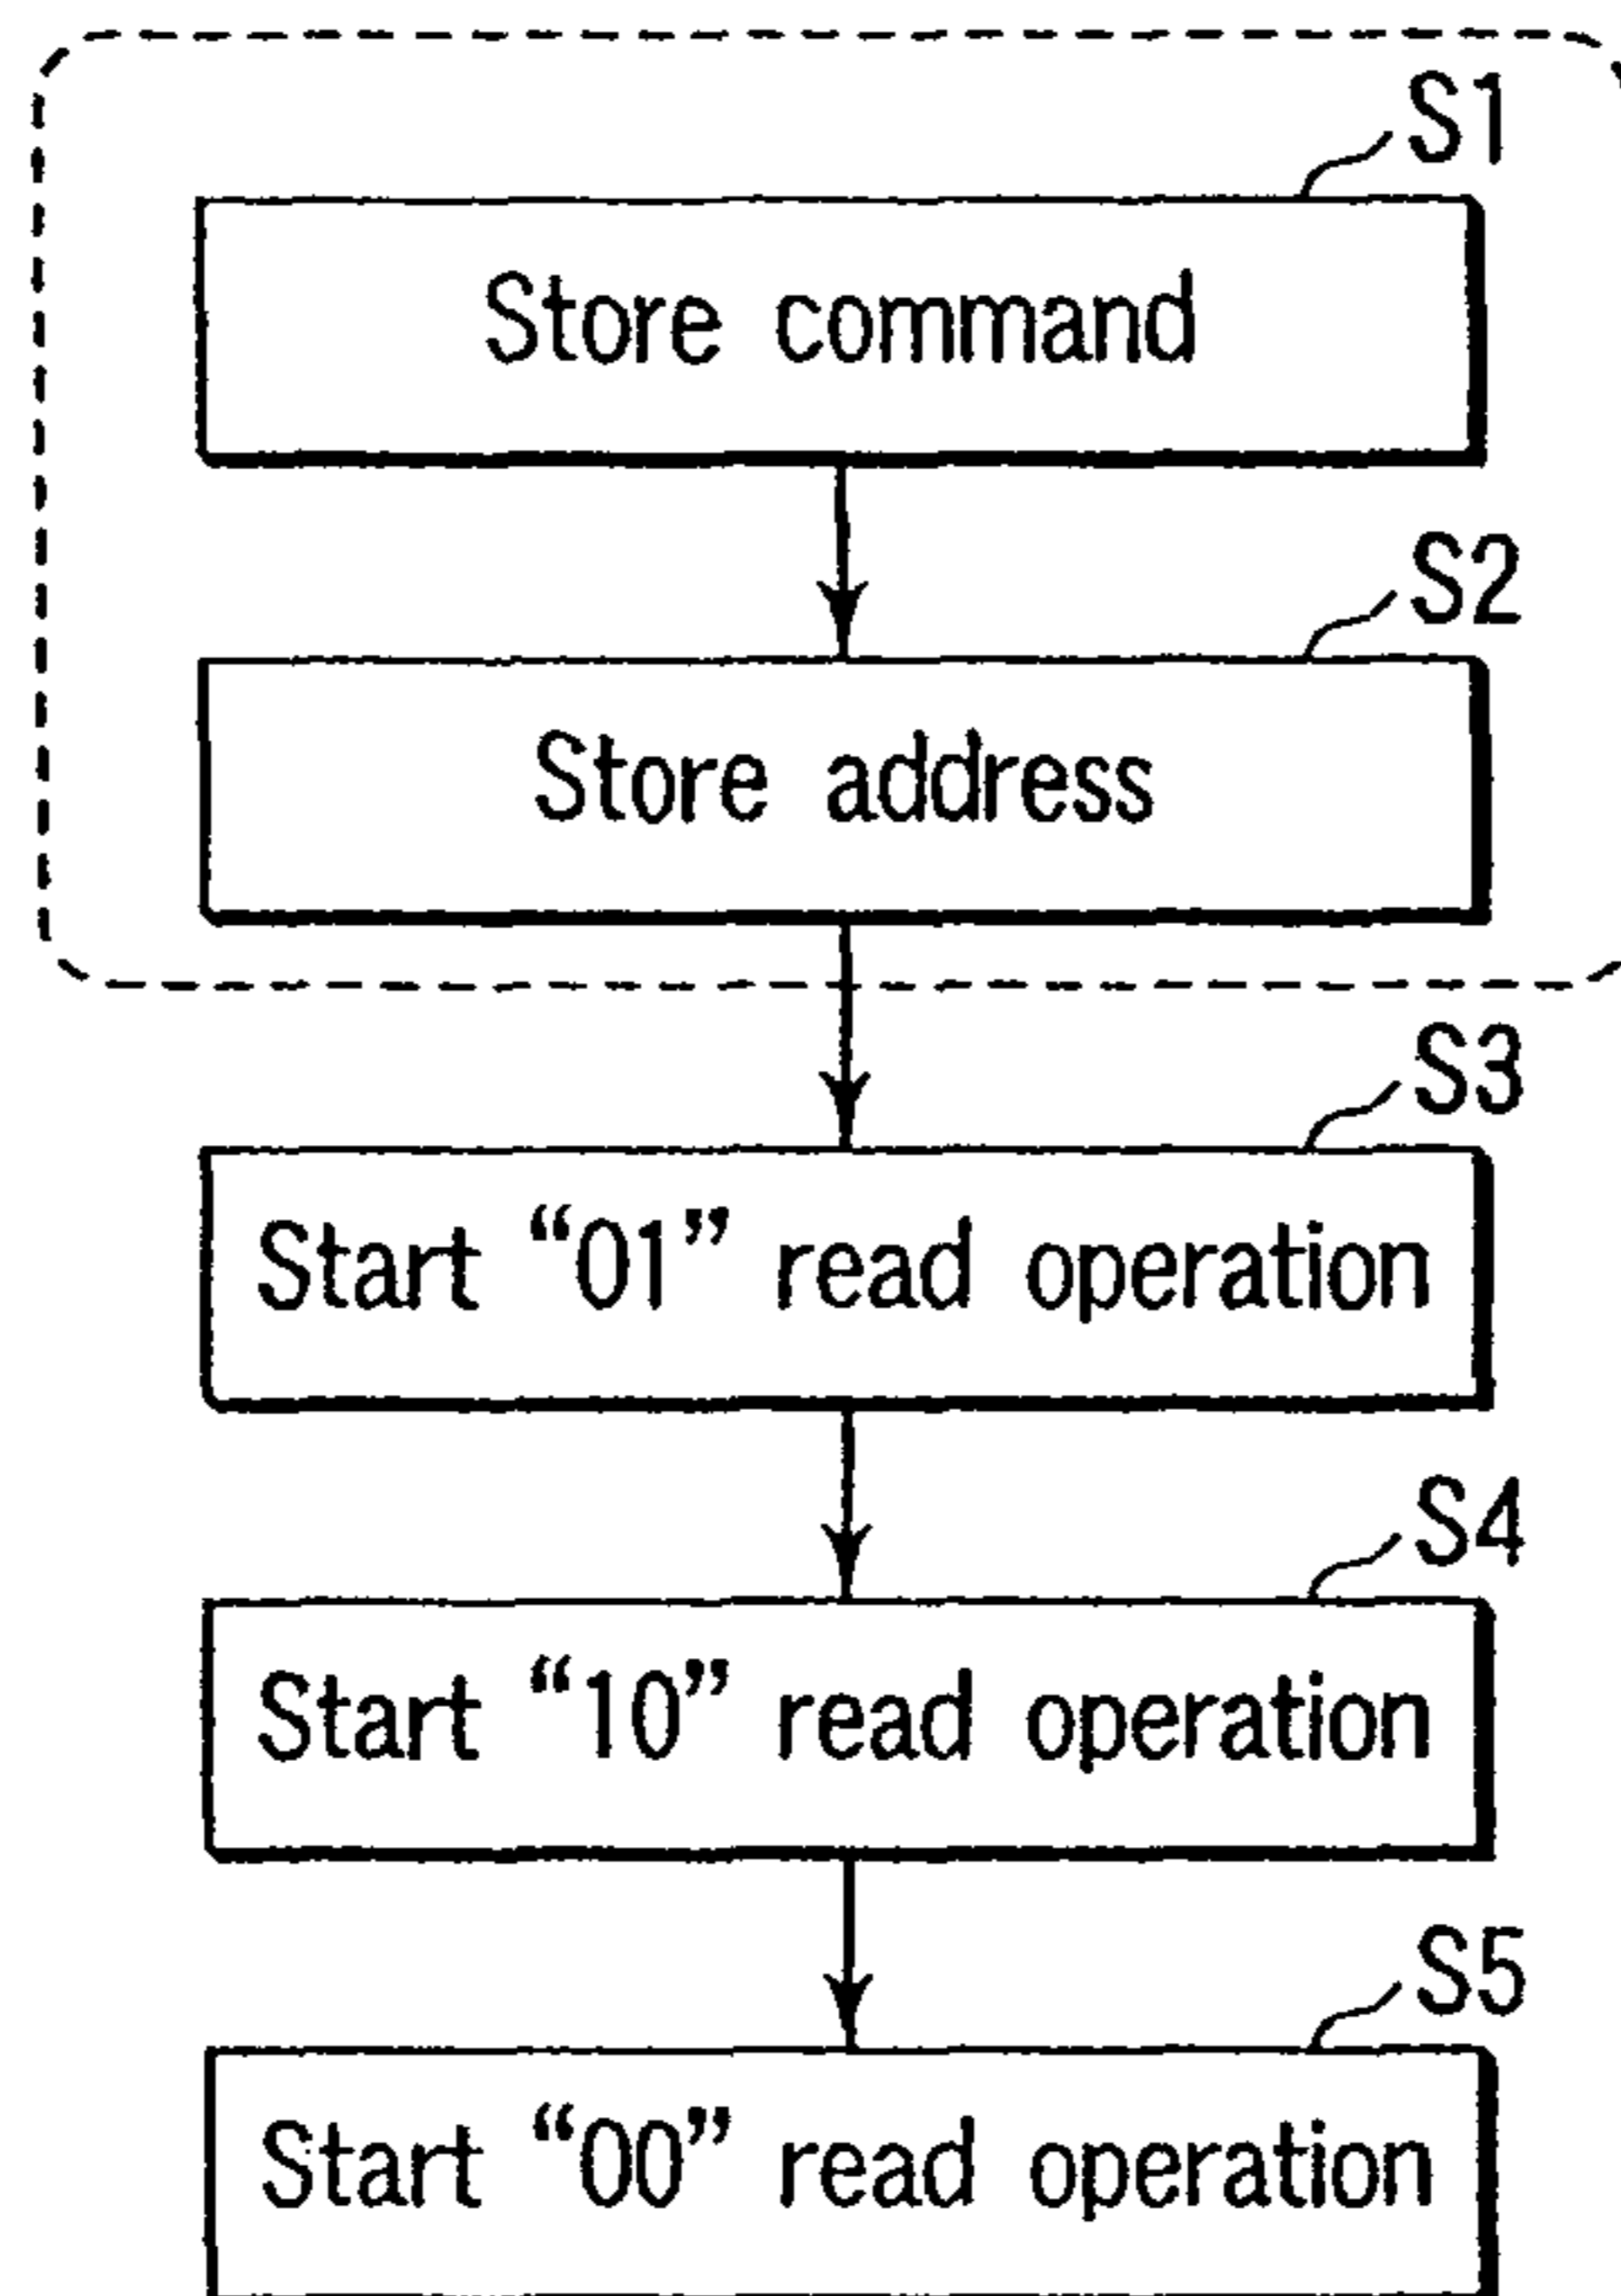 S1
Store command
S2
Store address
S3
Start “01” read operation
S4
Start “10” read operation
S5
Start “00” read operation